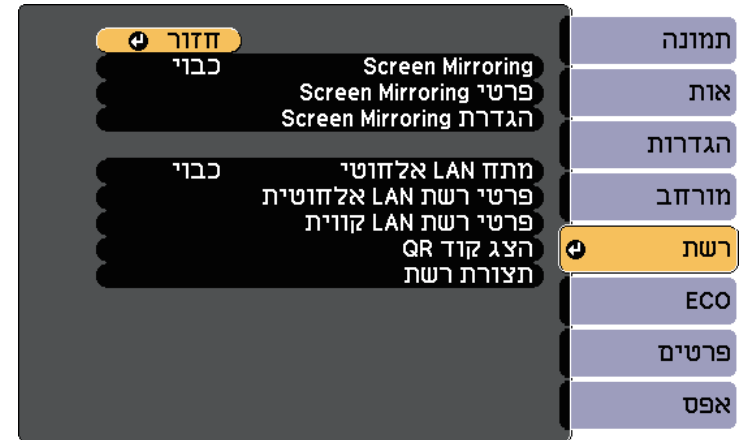 תמונה
אות
הגדרות
מורחב
רשת
ECO
פרטים
אפס
חזור
Screen Mirroring כבוי
פרטי Screen Mirroring
הגדרת Screen Mirroring
מתח LAN אלחוטי כבוי
פרטי רשת LAN אלחוטית
פרטי רשת LAN קווית
הצג קוד QR
תצורת רשת